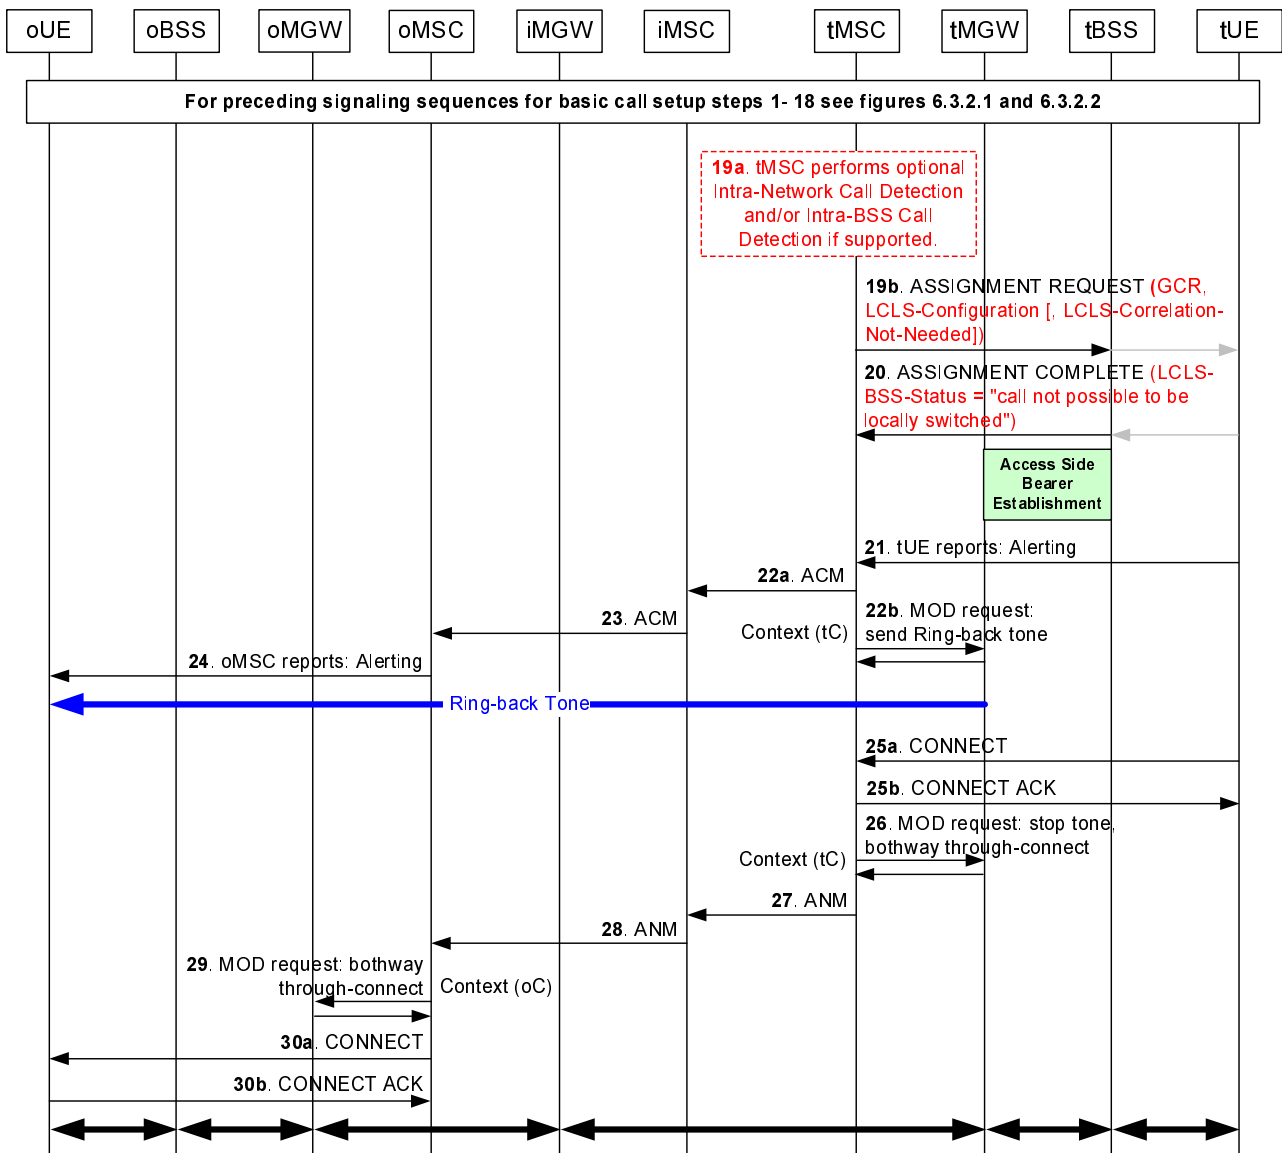 oUE oBSS oMGW oMSC iMGW iMSC tMSC tMGW tBSS tUE
For preceding signaling sequences for basic call setup steps 1- 18 see figures 6.3.2.1 and 6.3.2.2
19a. tMSC performs optional
Intra-Network Call Detection
and/or Intra-BSS Call
Detection if supported.
19b. ASSIGNMENT REQUEST (GCR,
LCLS-Configuration [, LCLS-Correlation-
Not-Needed])
20. ASSIGNMENT COMPLETE (LCLS-
BSS-Status = "call not possible to be
locally switched")
Access Side
Bearer
Establishment
21. tUE reports: Alerting
22a. ACM
23. ACM
22b. MOD request:
send Ring-back tone
Context (tC)
24. oMSC reports: Alerting
Ring-back Tone
25a. CONNECT
25b. CONNECT ACK
26. MOD request: stop tone,
bothway through-connect
Context (tC)
27. ANM
28. ANM
29. MOD request: bothway
through-connect
Context (oC)
30a. CONNECT
30b. CONNECT ACK